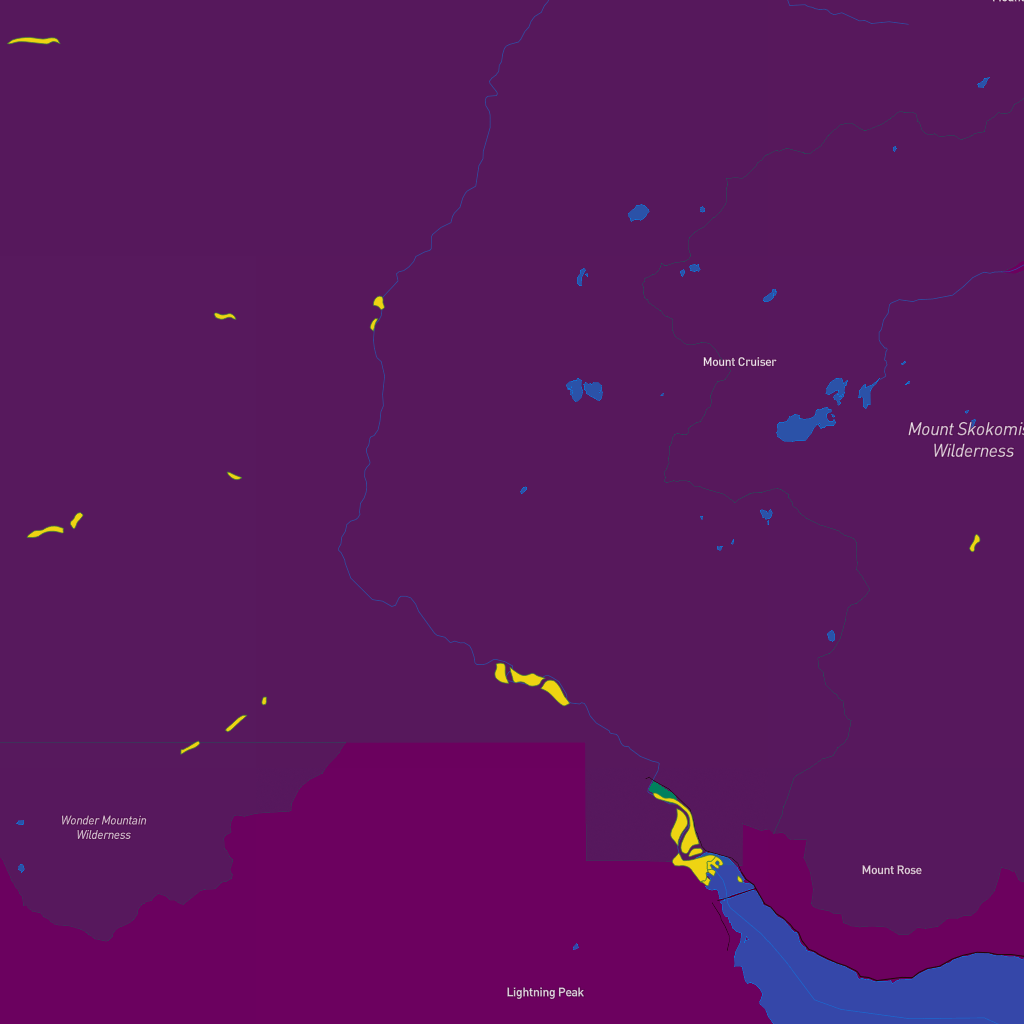 Mount Cruiser
Mount Skokomis
Wilderness
Wonder Mountain
Wilderness
Mount Rose
Lightning Peak